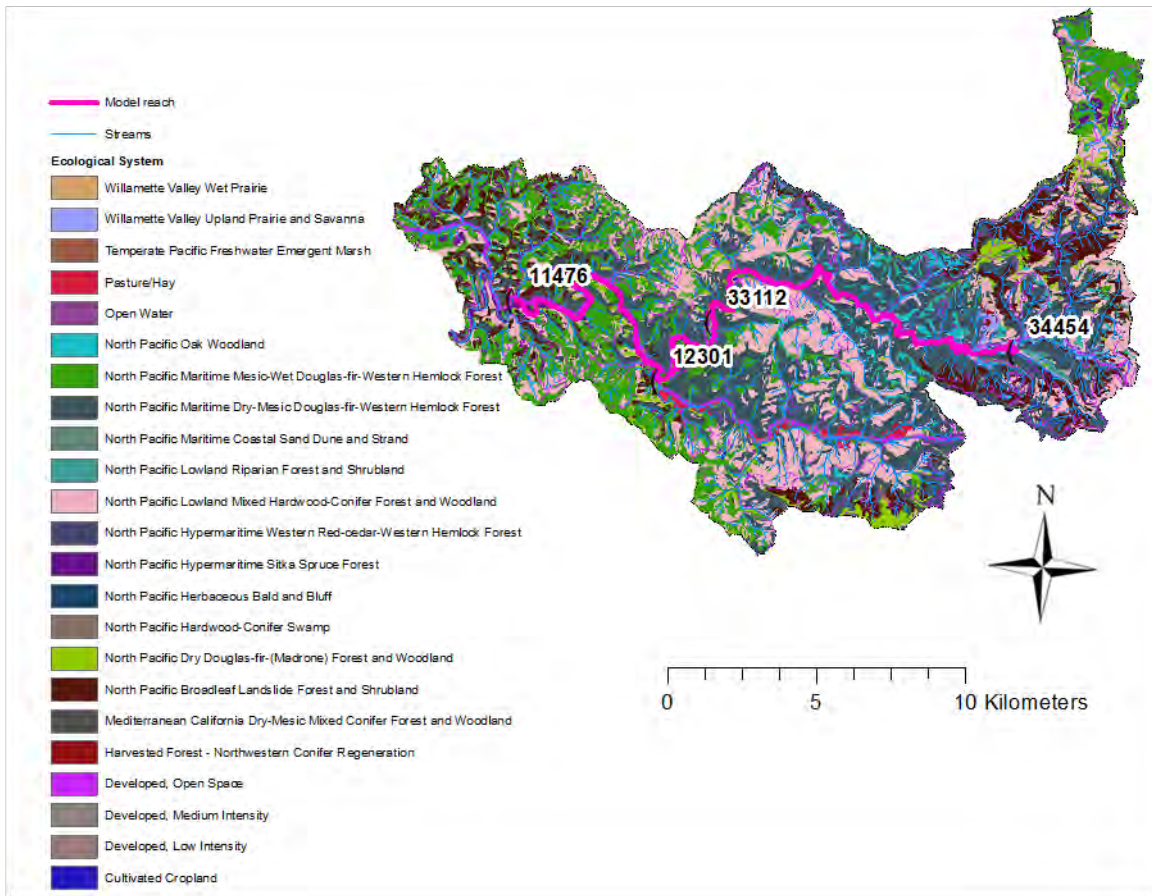 Model reach
Streams
Ecological System
Willamette Valley Wet Prairie
Willamette Valley Upland Prairie and Savanna
Temperate Pacific Freshwater Emergent Marsh
Pasture/Hay
Open Water
North Pacific Oak Woodland
North Pacific Maritime Mesic-Wet Douglas-fir-Western Hemlock Forest
North Pacific Maritime Dry-Mesic Douglas-fir-Western Hemlock Forest
North Pacific Maritime Coastal Sand Dune and Strand
North Pacific Lowland Riparian Forest and Shrubland
North Pacific Lowland Mixed Hardwood-Conifer Forest and Woodland
North Pacific Hypermaritime Western Red-cedar-Western Hemlock Forest
North Pacific Hypermaritime Sitka Spruce Forest
North Pacific Herbaceous Bald and Bluff
North Pacific Hardwood-Conifer Swamp
North Pacific Dry Douglas-fir-(Madrone) Forest and Woodland
North Pacific Broadleaf Landslide Forest and Shrubland
Mediterranean California Dry-Mesic Mixed Conifer Forest and Woodland
Harvested Forest - Northwestern Conifer Regeneration
Developed, Open Space
Developed, Medium Intensity
Developed, Low Intensity
Cultivated Cropland
11476
33112
34454
12301
N
0 5 10 Kilometers